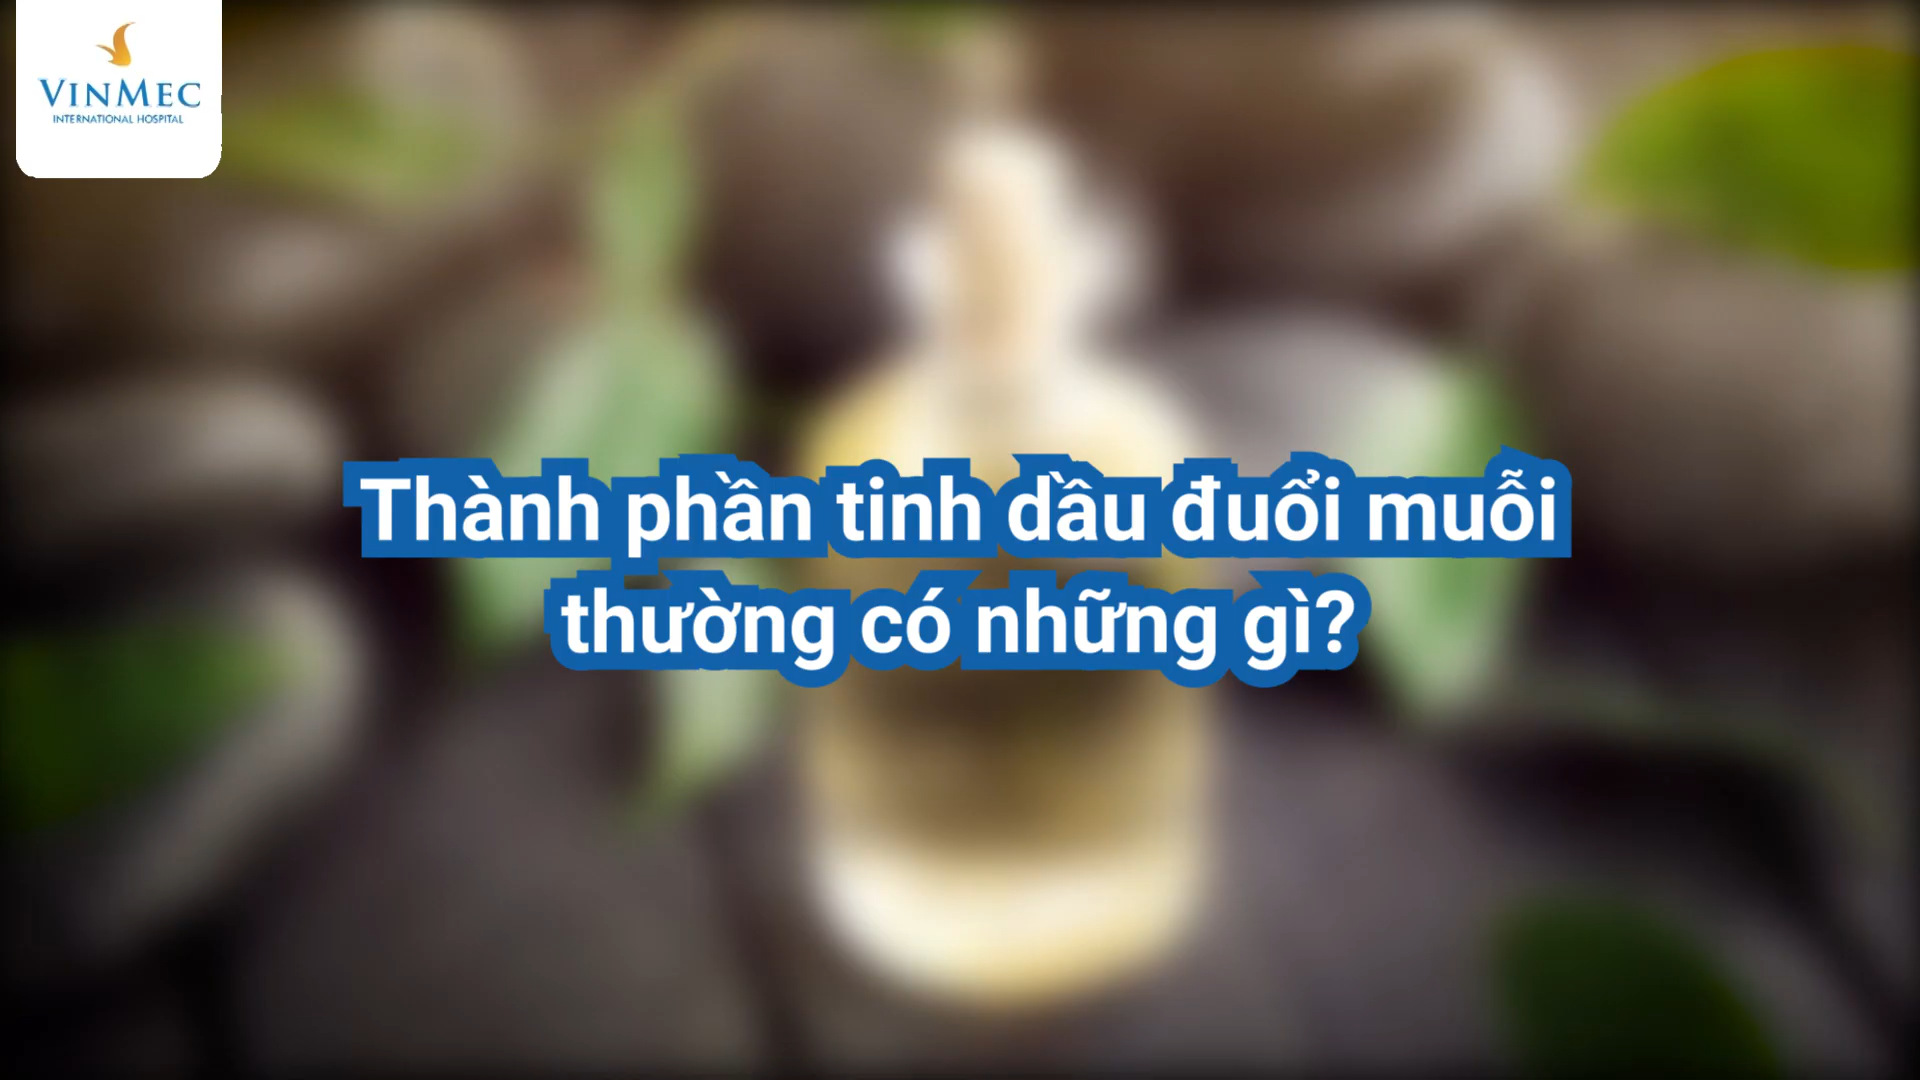 VINMEC
INTERNATIONAL HOSPITAL
Thành phần tinh dầu đuổi muỗi
thường có những gì?